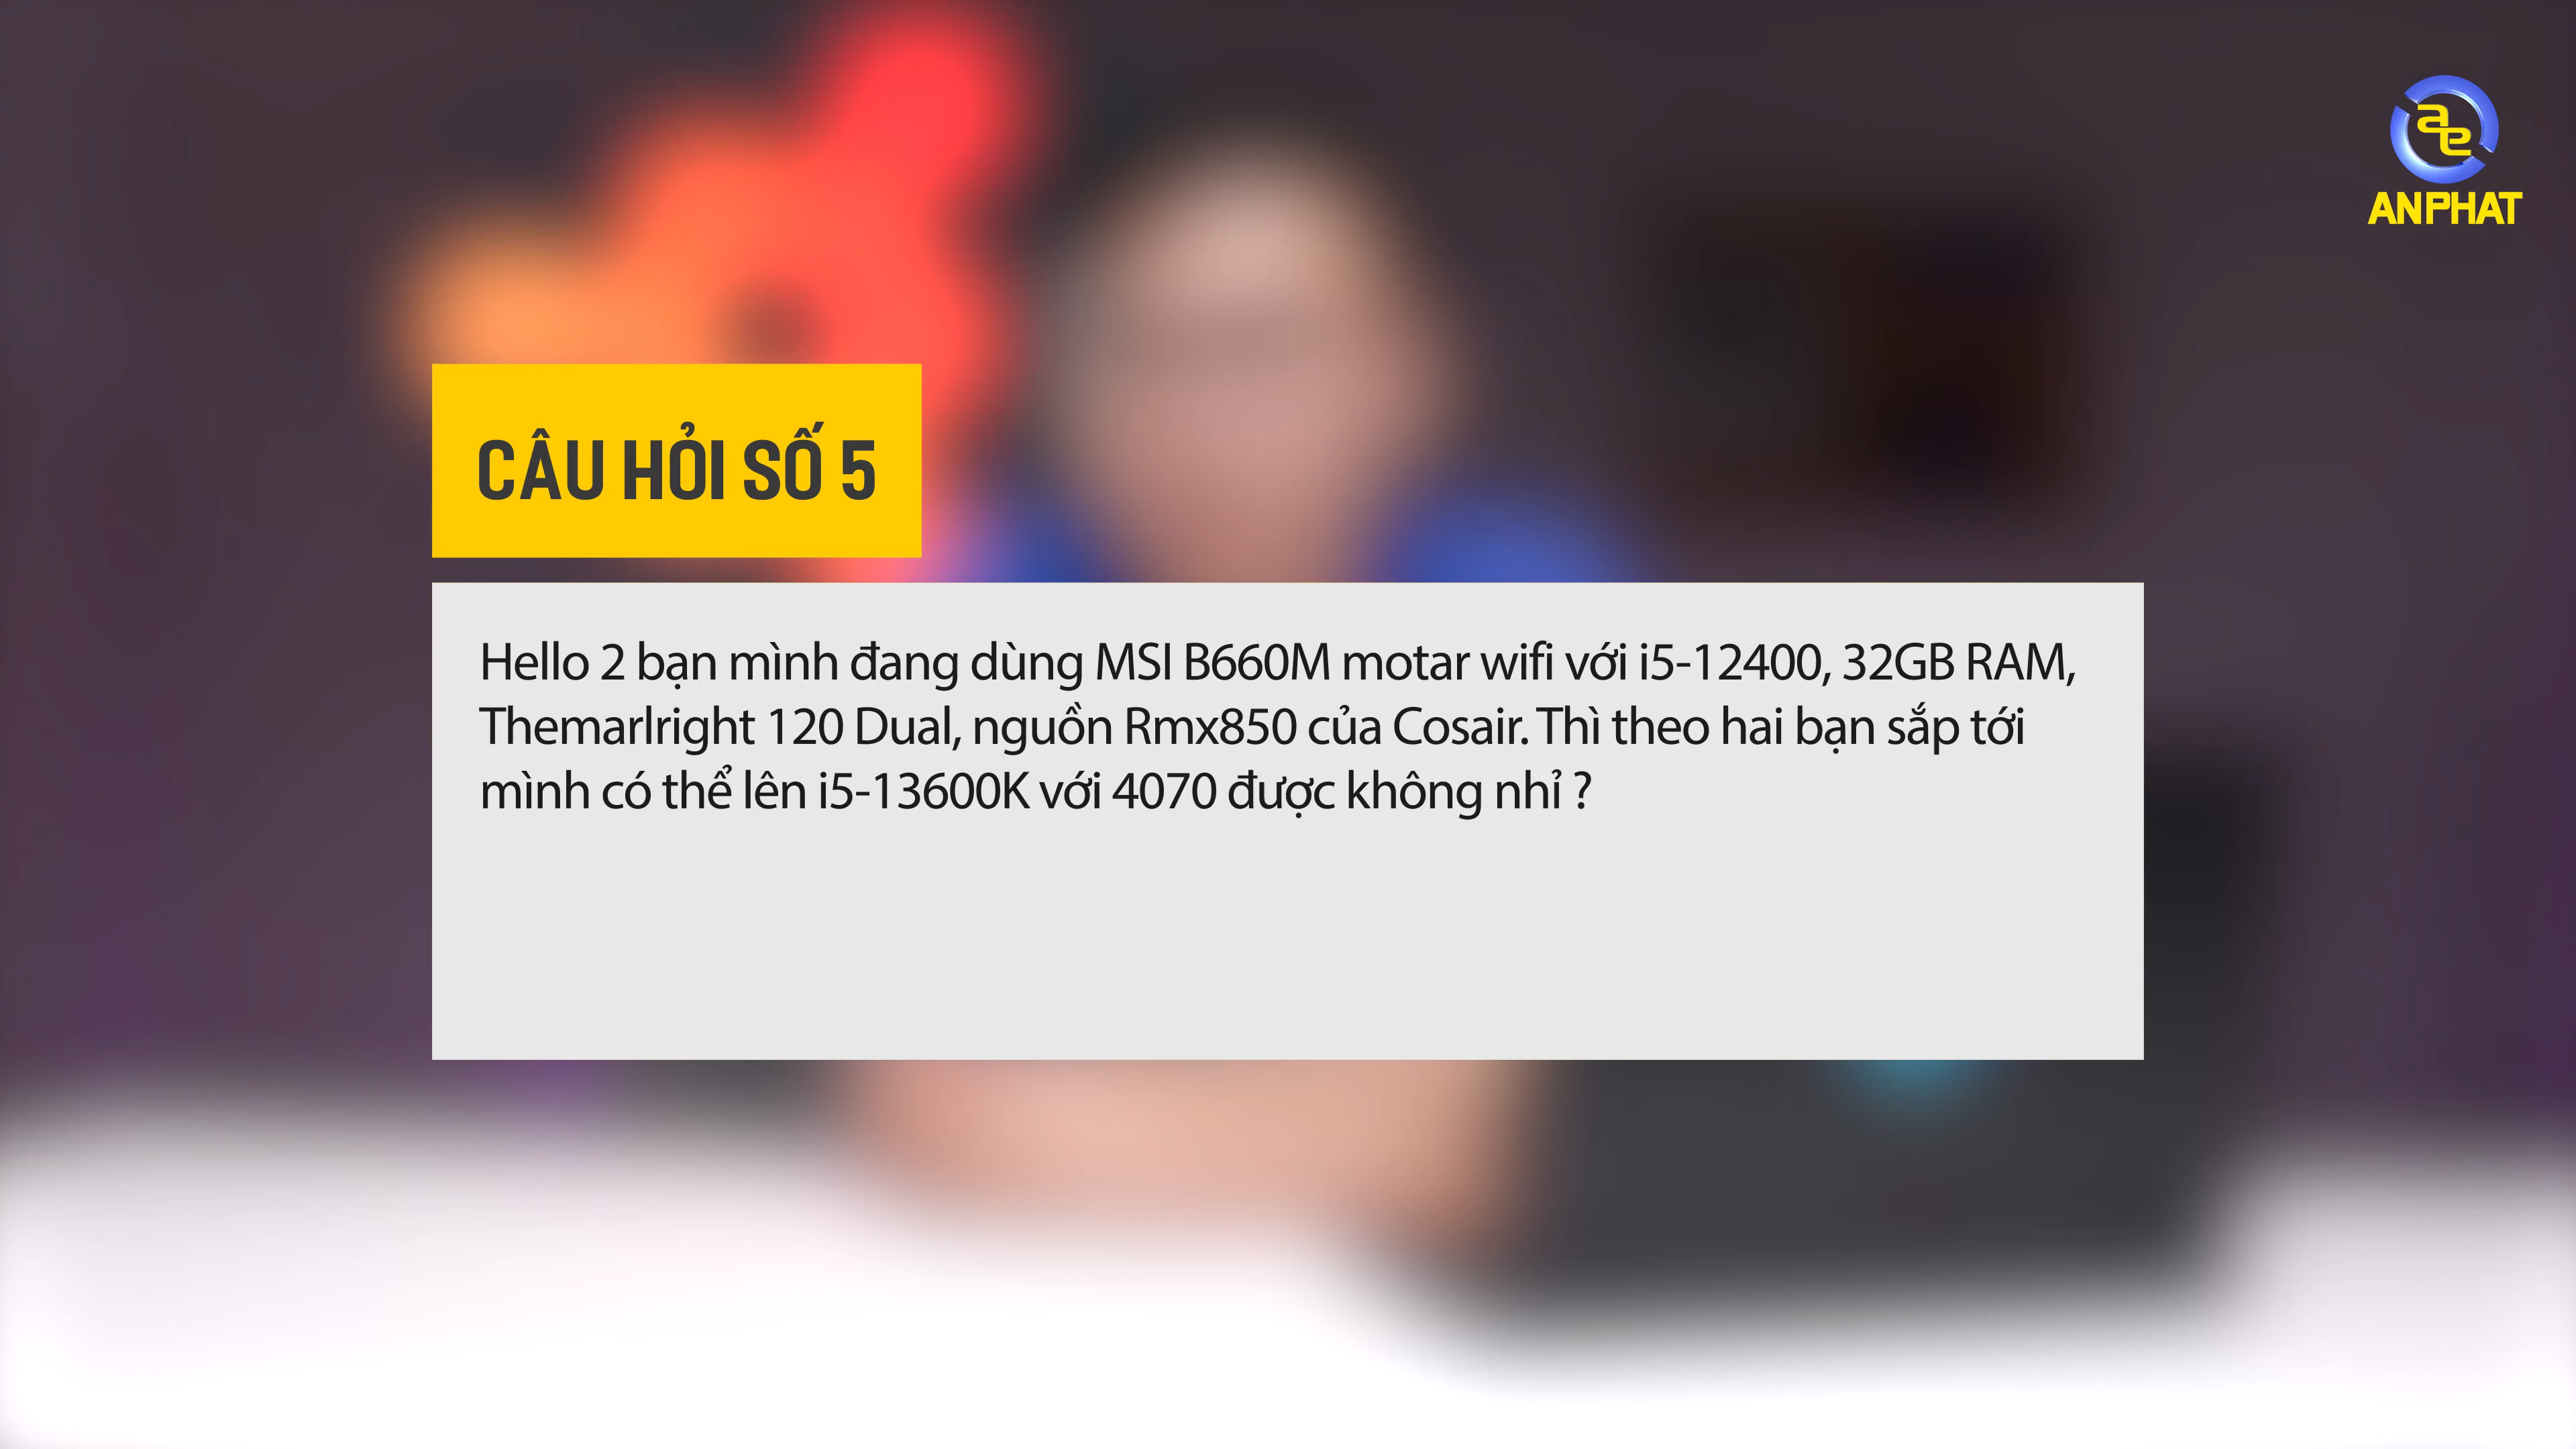 ANPHAT
CÂU HỎI SỐ 5
Hello 2 bạn mình đang dùng MSI B660M motar wifi với i5-12400, 32GB RAM,
Themarlright 120 Dual, nguồn Rmx850 của Cosair. Thì theo hai bạn sắp tới
mình có thể lên i5-13600K với 4070 được không nhỉ ?